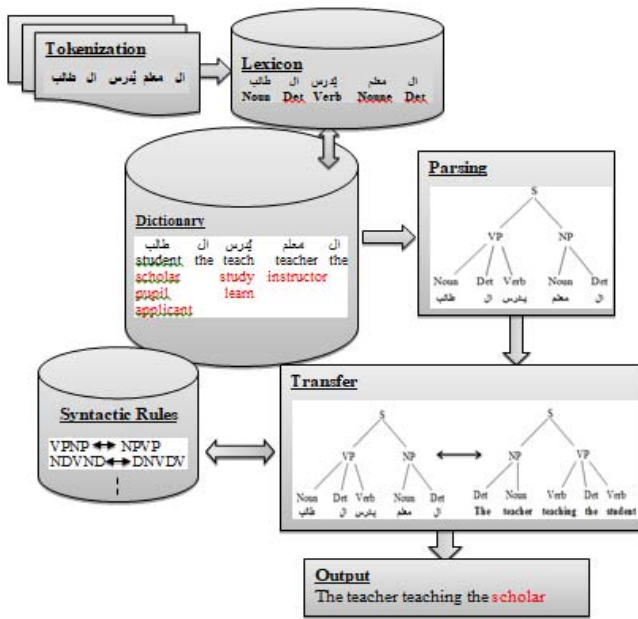 Tokenization
ال معلم يُدرس ال طالب
Lexicon
ال معلم يُدرس ال طالب
Noun Det Verb Noune Det
Dictionary
ال معلم يُدرس ال طالب
student the teach teacher the
scholar study instructor
pupil learn
applicant
Parsing
S
VP NP
Noun Det Verb Noun Det
ال معلم يدرس ال طالب
Syntactic Rules
VPNP ↔ NPVP
NDVND ↔ DNVDV
Transfer
S
VP NP
Noun Det Verb Noun Det
ال معلم يدرس ال طالب
S
NP VP
Det Noun Verb Det Verb
The teacher teaching the student
Output
The teacher teaching the scholar